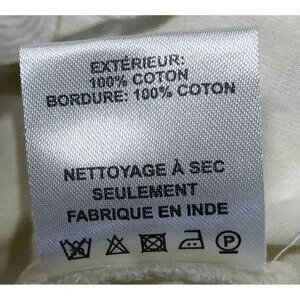 EXTÉRIEUR:
100% COTON
BORDURE: 100% COTON
NETTOYAGE À SEC
SEULEMENT
FABRIQUE EN INDE
P